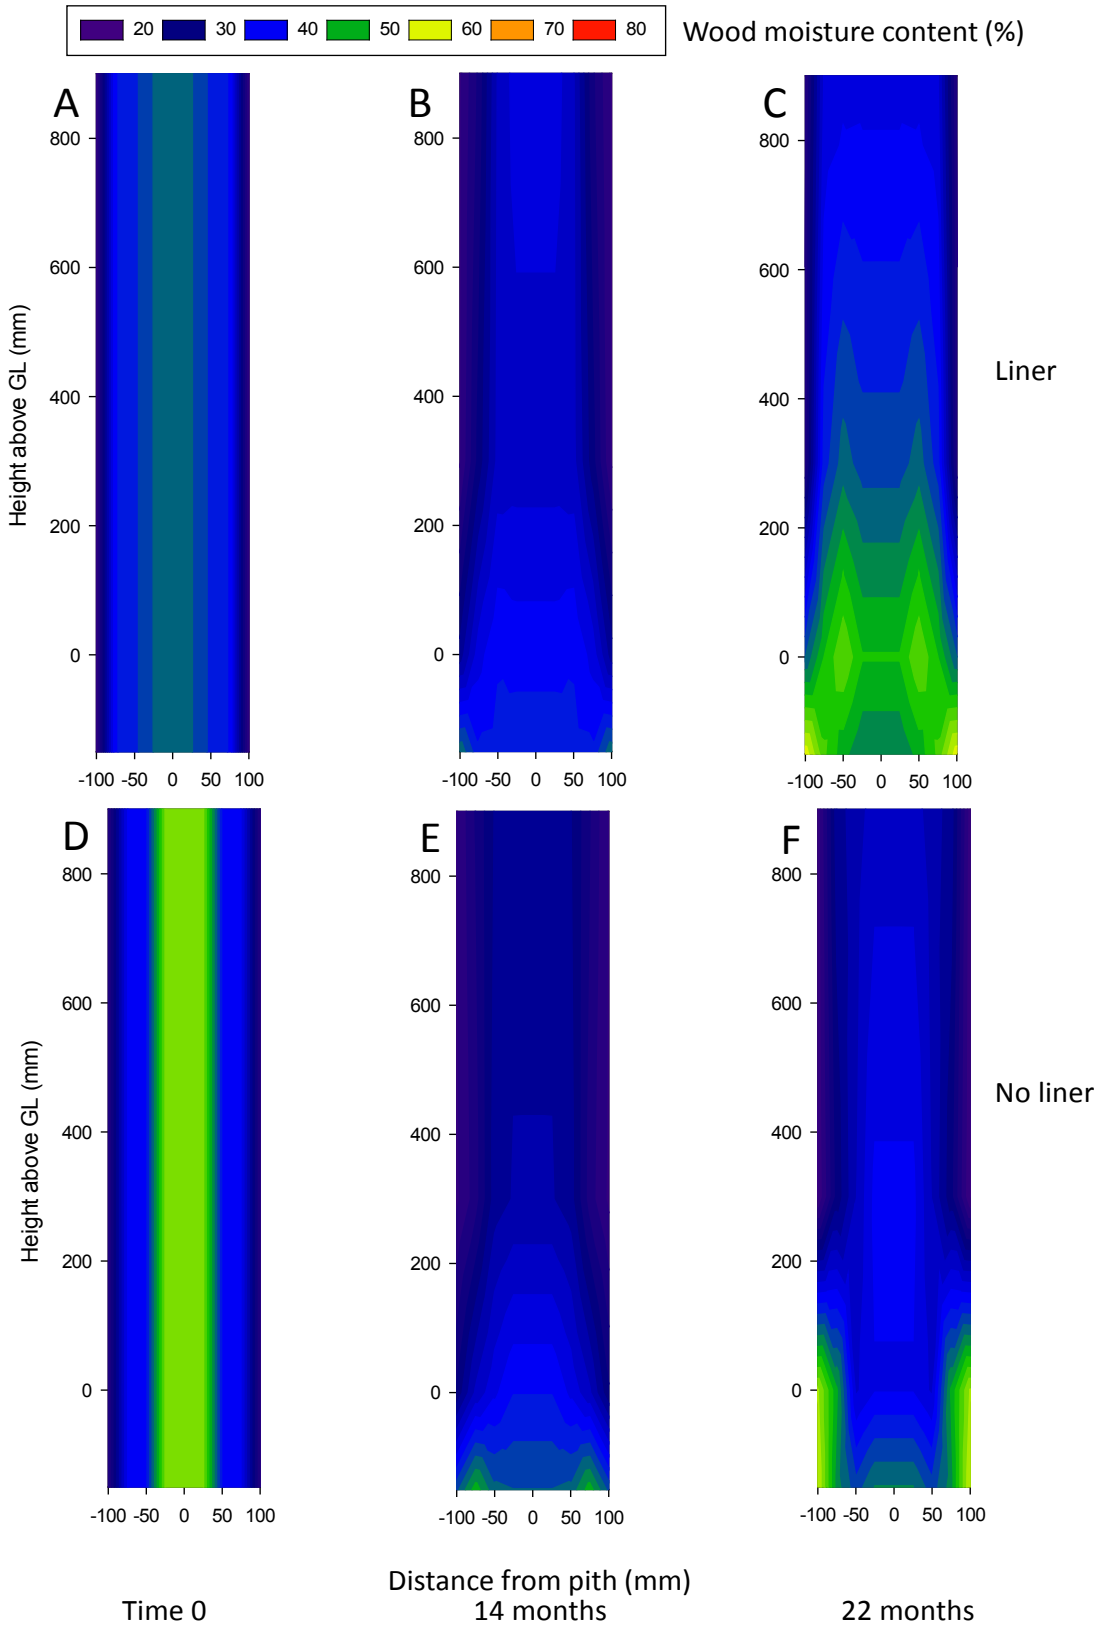 20 30 40 50 60 70 80 Wood moisture content (%)
A B C
800 800 800
600 600 600
400 400 400
200 200 200
0 0 0
Height above GL (mm)
Liner
-100 -50 0 50 100 -100 -50 0 50 100 -100 -50 0 50 100
D E F
800 800 800
600 600 600
400 400 400
200 200 200
0 0 0
Height above GL (mm)
No liner
-100 -50 0 50 100 -100 -50 0 50 100 -100 -50 0 50 100
Distance from pith (mm)
Time 0 14 months 22 months